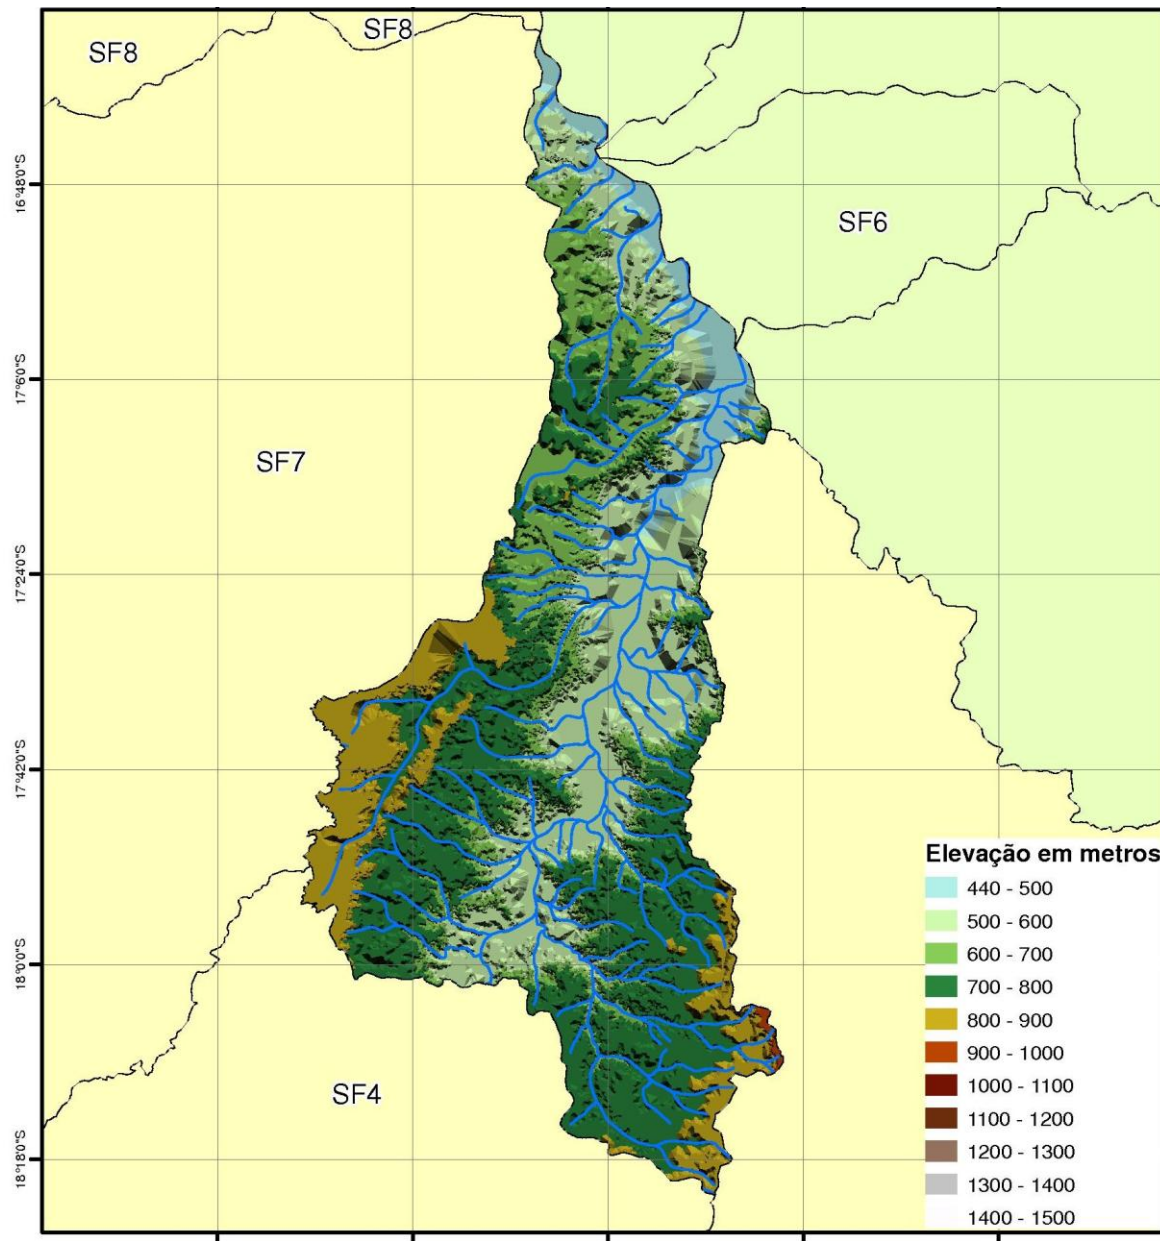 SF8
SF8
16°48'0"S
SF6
17°6'0"S
SF7
17°24'0"S
17°42'0"S
Elevação em metros
440 - 500
500 - 600
600 - 700
700 - 800
800 - 900
900 - 1000
1000 - 1100
1100 - 1200
1200 - 1300
1300 - 1400
1400 - 1500
18°0'0"S
SF4
18°18'0"S